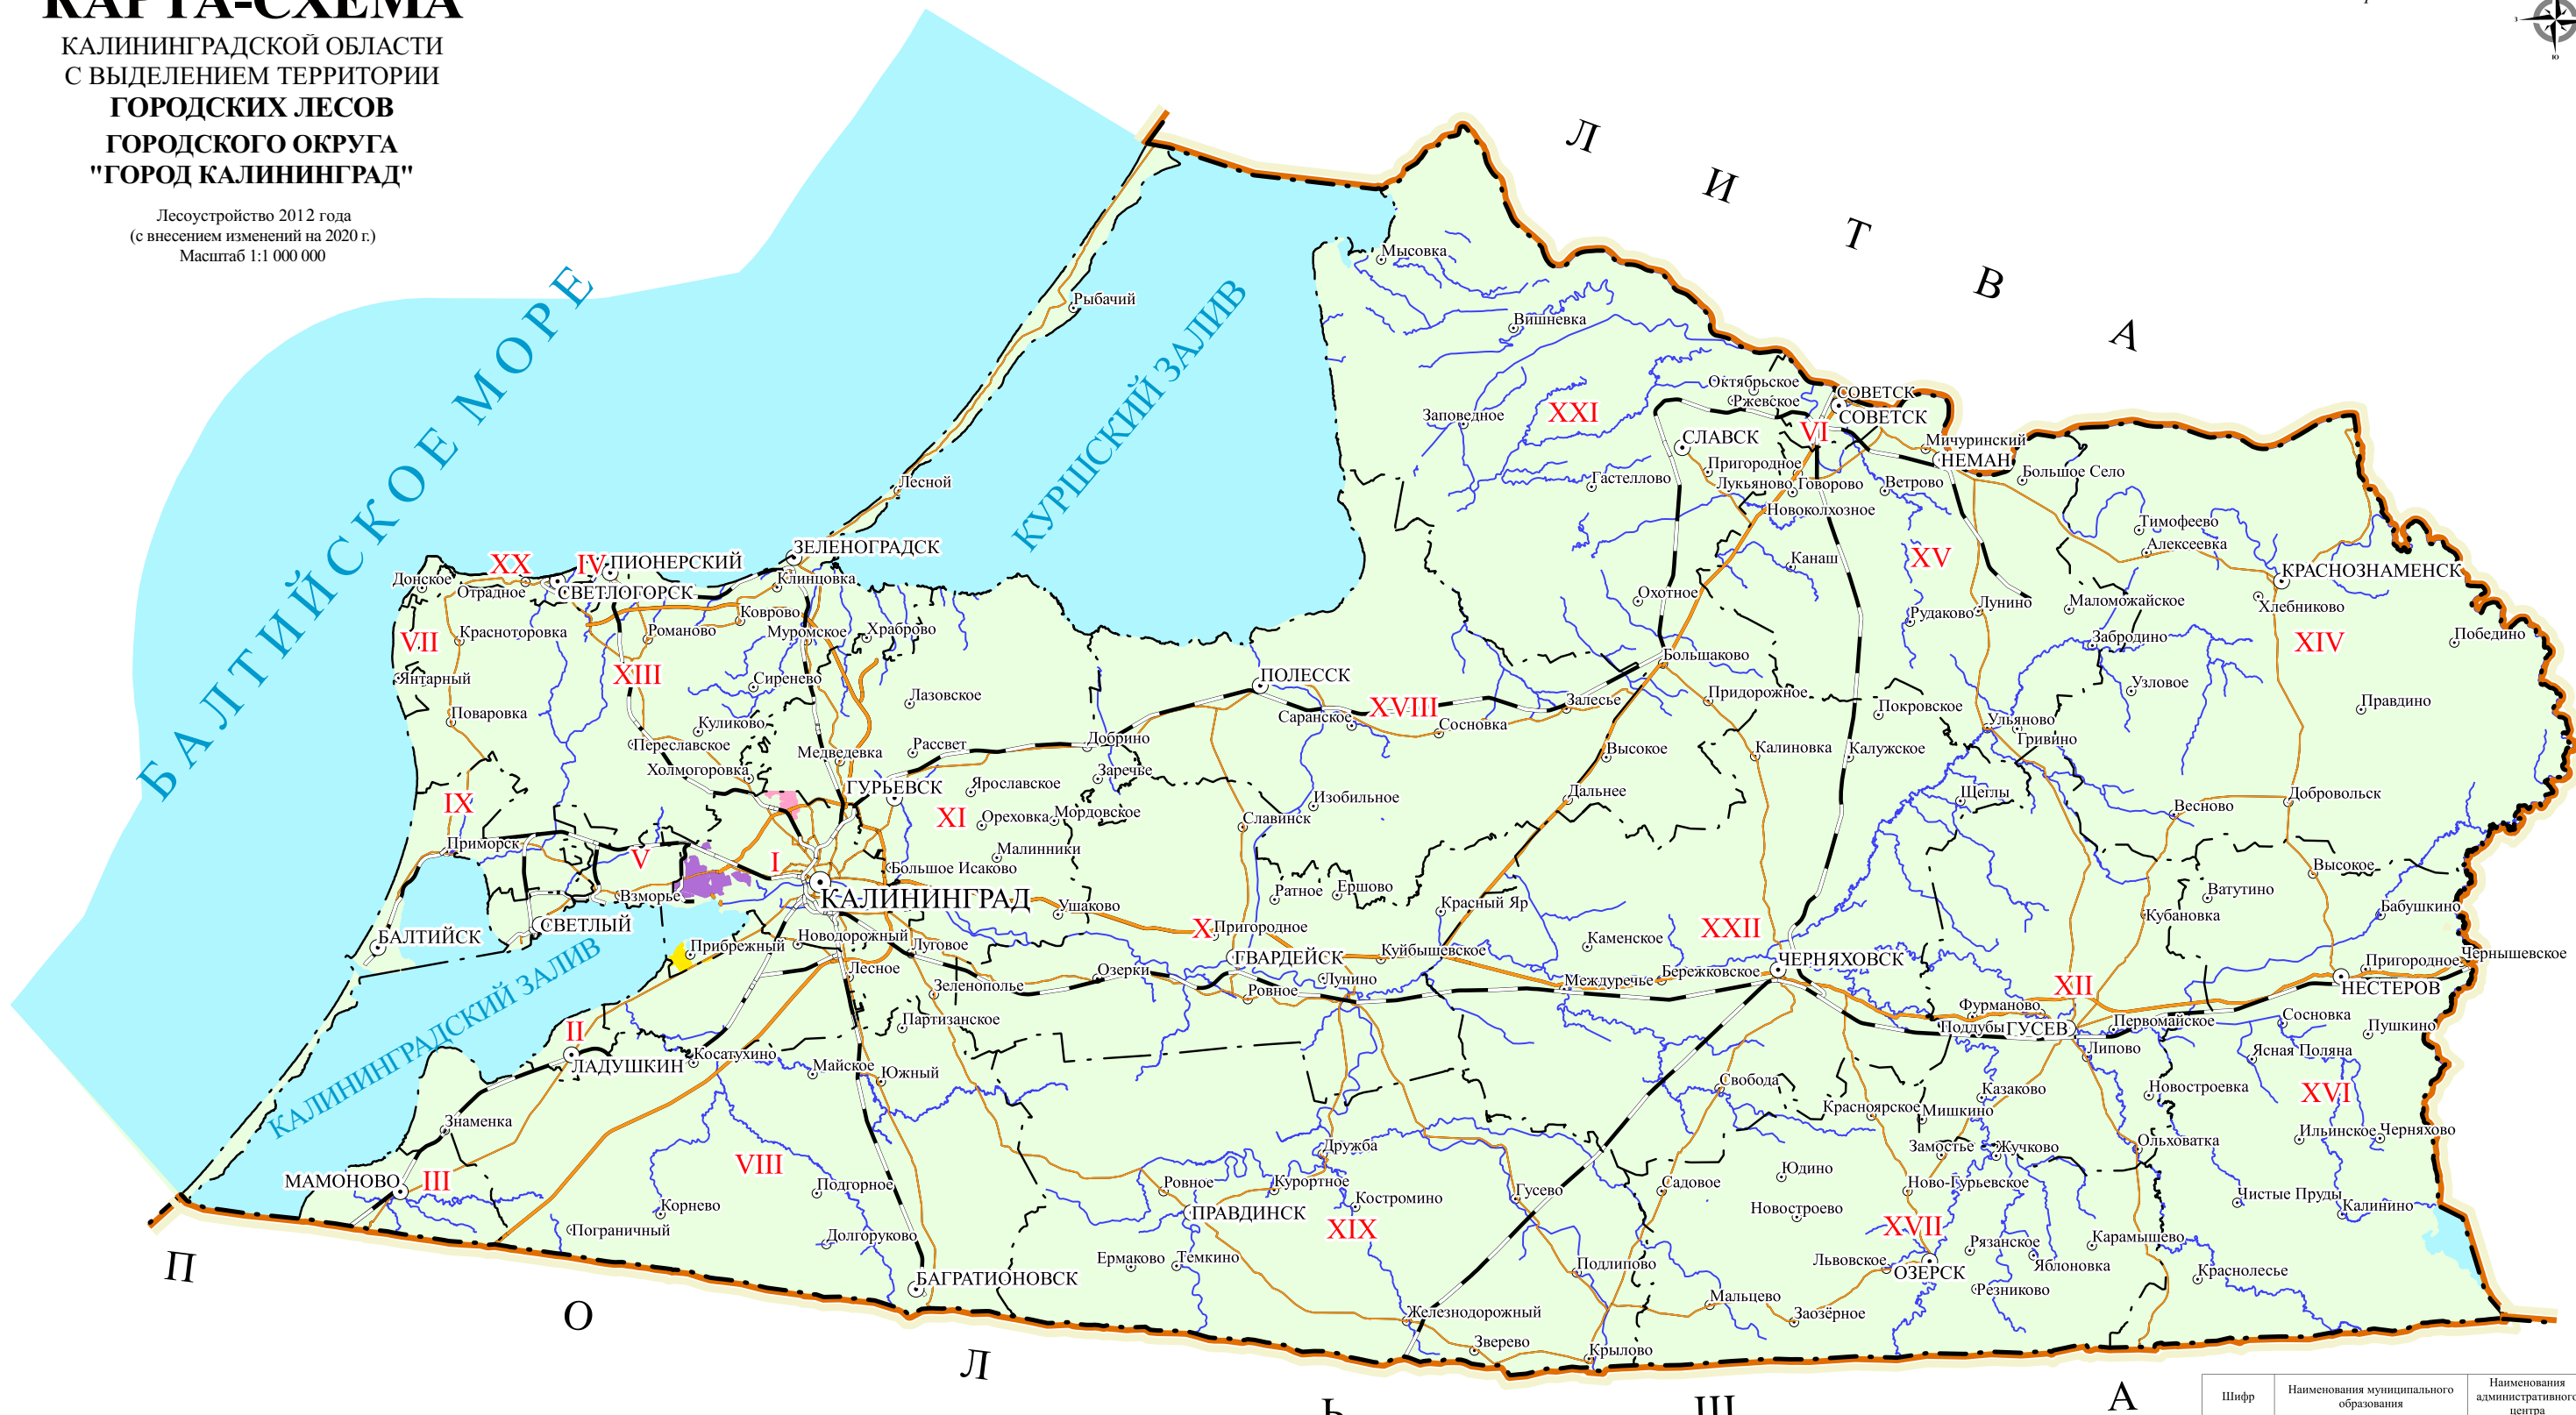 КАРТА-СХЕМА
КАЛИНИНГРАДСКОЙ ОБЛАСТИ
С ВЫДЕЛЕНИЕМ ТЕРРИТОРИИ
ГОРОДСКИХ ЛЕСОВ
ГОРОДСКОГО ОКРУГА
"ГОРОД КАЛИНИНГРАД"
Лесоустройство 2012 года
(с внесением изменений на 2020 г.)
Масштаб 1:1 000 000
З
Ю
ЛИТВА
БАЛТИЙСКОЕ МОРЕ
КУРШСКИЙ ЗАЛИВ
КАЛИНИНГРАДСКИЙ ЗАЛИВ
Мысовка
Рыбачий
Вишневка
Октябрьское
Ржевское
СОВЕТСК
СОВЕТСК
Заповедное
XXI
VI
СЛАВСК
Мичуринский
НЕМАН
Пригородное
Большое Село
Гастеллово
Лукьяново
Говорово
Ветрово
Лесной
Новоколхозное
Тимофеево
Алексеевка
ЗЕЛЕНОГРАДСК
XX
IV
ПИОНЕРСКИЙ
Канаш
XV
Донское
Отрадное
СВЕТЛОГОРСК
Клинцовка
КРАСНОЗНАМЕНСК
Охотное
Рудаково
Лунино
Маломожайское
Хлебниково
Коврово
VII
Красноторовка
Романово
Муромское
Храброво
Забродино
XIV
Победино
Большаково
Янтарный
XIII
Сиренево
Лазовское
ПОЛЕССК
Придорожное
Узловое
Правдино
Поваровка
Куликово
Саранское
XVIII
Сосновка
Залесье
Покровское
Ульяново
Гривино
Переславское
Медведевка
Рассвет
Добрино
Высокое
Калиновка
Калужское
Холмогоровка
Заречье
ГУРЬЕВСК
Ярославское
Изобильное
Дальнее
Щеглы
Весново
Добровольск
IX
XI
Ореховка
Мордовское
Славинск
Приморск
V
I
Малинники
Большое Исаково
Высокое
Взморье
КАЛИНИНГРАД
Ратное
Ершово
Ватутино
Ушаково
Красный Яр
Кубановка
Бабушкино
БАЛТИЙСК
СВЕТЛЫЙ
X
Пригородное
XXII
Прибрежный
Новодорожный
Луговое
Куйбышевское
Каменское
ГВАРДЕЙСК
ЧЕРНЯХОВСК
Чернышевское
Пригородное
Лесное
Озерки
Лунино
Междуречье
Бережковское
Зеленополье
Ровное
XII
НЕСТЕРОВ
Фурманово
Партизанское
Поддубы
ГУСЕВ
Первомайское
Сосновка
Пушкино
II
ЛАДУШКИН
Косатухино
Майское
Южный
Липово
Ясная Поляна
Свобода
Казаково
Новостроевка
XVI
Знаменка
Красноярское
Мишкино
Ильинское
Черняхово
Дружба
Замостье
Жучково
Ольховатка
VIII
МАМОНОВО
III
Подгорное
Ровное
Курортное
Костромино
Гусево
Садовое
Юдино
Ново-Гурьевское
Чистые Пруды
Калинино
Корнево
ПРАВДИНСК
XIX
Новостроево
XVII
Пограничный
Долгоруково
Ермаково
Темкино
Подлипово
Львовское
ОЗЕРСК
Рязанское
Яблоновка
Карамышево
Краснолесье
БАГРАТИОНОВСК
Резниково
Мальцево
Заозёрное
Железнодорожный
Зверево
Крылово
ПОЛЬША
Шифр
Наименования муниципального образования
Наименования административного центра